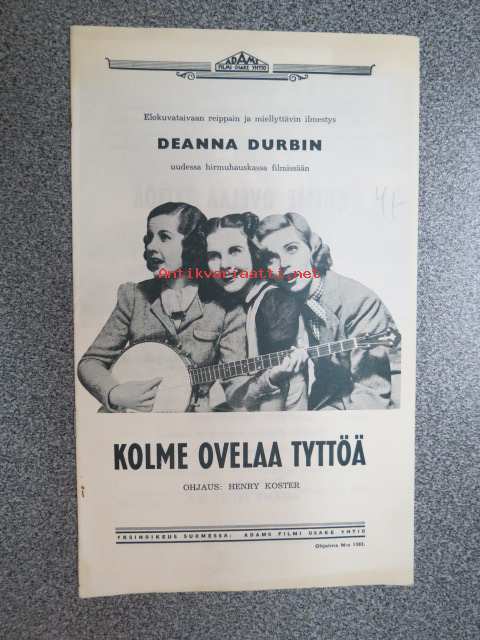 ADAMS
FILMI OSAKE YHTIÖ
Elokuvataivaan reippain ja miellyttävin ilmestys
DEANNA DURBIN
uudessa hirmuhauskassa filmissään
Antikvariaatti.net
KOLME OVELAA TYTTÖÄ
OHJAUS: HENRY KOSTER
YKSINOIKEUS SUOMESSA: ADAMS FILMI OSAKE YHTIÖ